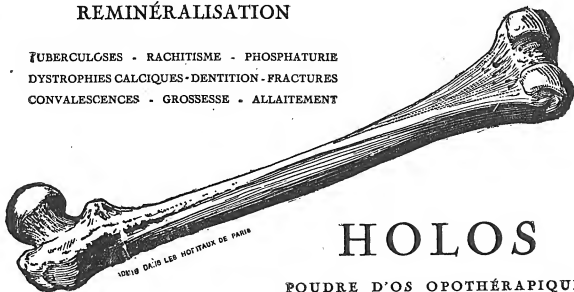 REMINÉRALISATION
TUBERCULOSES - RACHITISME - PHOSPHATURIE
DYSTROPHIES CALCIQUES - DENTITION - FRACTURES
CONVALESCENCES - GROSSESSE - ALLAITEMENT
DANS LES HOPITAUX DE PARIS
HOLOS
POUDRE D'OS OPOTHÉRAPIQUE